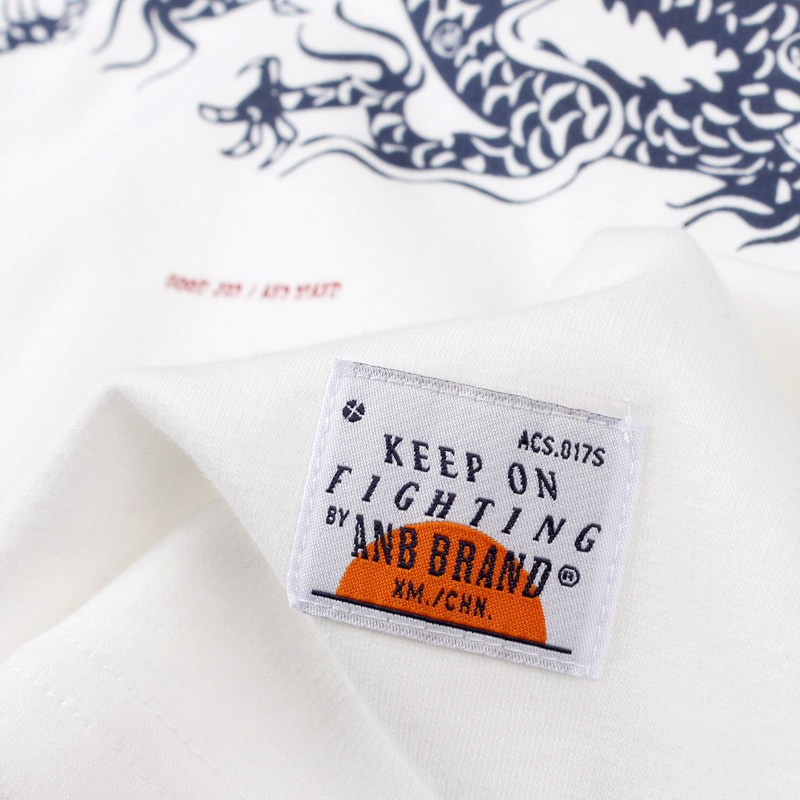 ACS.017S
KEEP ON
FIGHTING
BY ANB BRAND®
XM./CHN.